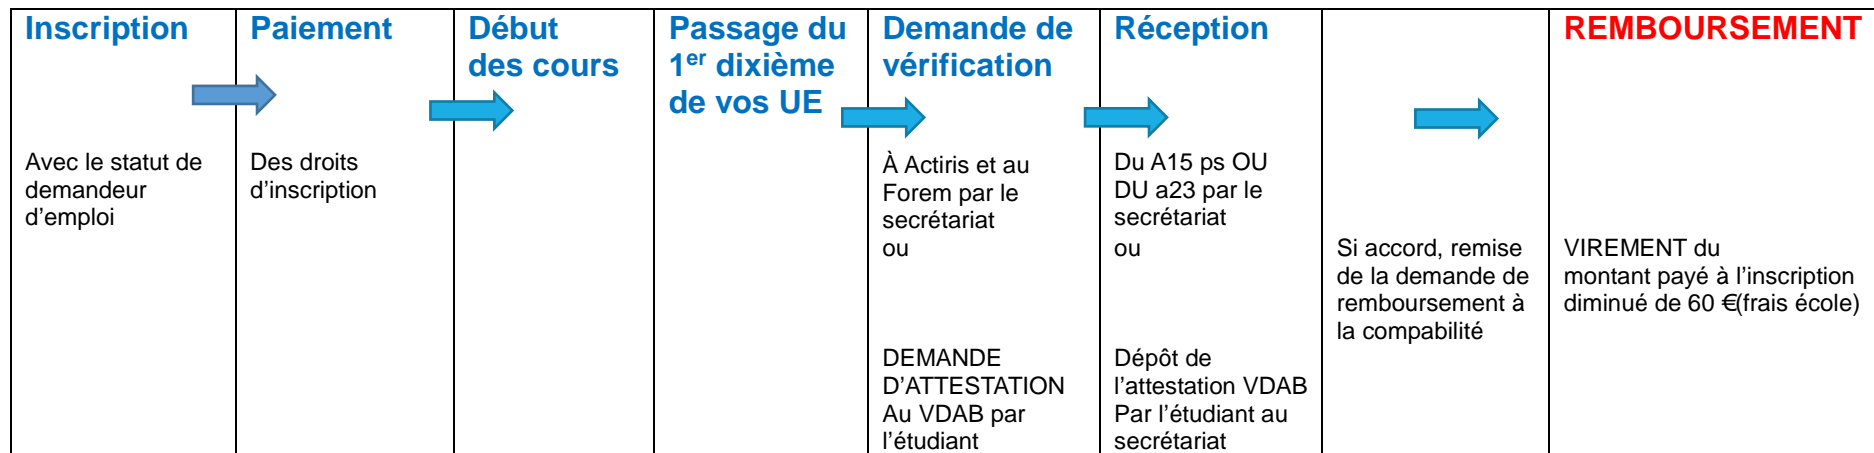 Inscription
Avec le statut de
demandeur
d’emploi
Paiement
Des droits
d’inscription
Début
des cours
Passage du
1er dixième
de vos UE
Demande de
vérification
À Actiris et au
Forem par le
secrétariat
ou
DEMANDE
D’ATTESTATION
Au VDAB par
l’étudiant
Réception
Du A15 ps OU
DU a23 par le
secrétariat
ou
Dépôt de
l’attestation VDAB
Par l’étudiant au
secrétariat
Si accord, remise
de la demande de
remboursement à
la compabilité
REMBOURSEMENT
VIREMENT du
montant payé à l’inscription
diminué de 60 €(frais école)